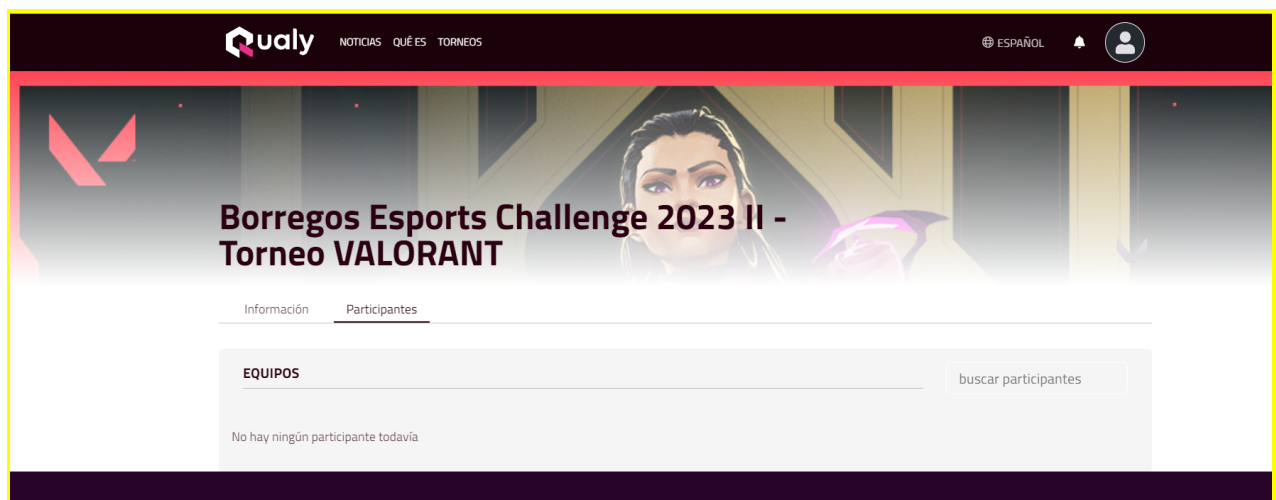 Qualy NOTICIAS QUÉ ES TORNEOS ESPAÑOL
Borregos Esports Challenge 2023 II -
Torneo VALORANT
Información Participantes
EQUIPOS buscar participantes
No hay ningún participante todavía